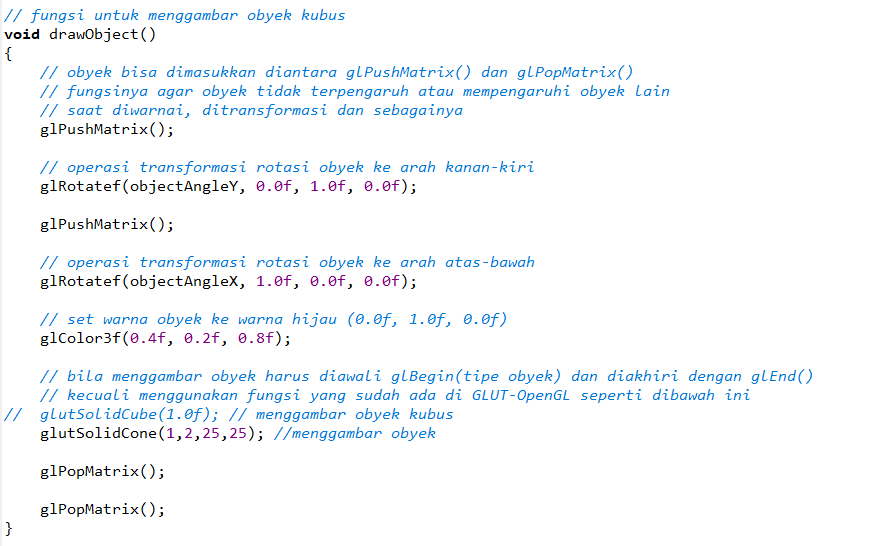 // fungsi untuk menggambar obyek kubus
void drawObject()
{
    // obyek bisa dimasukkan diantara glPushMatrix() dan glPopMatrix()
    // fungsinya agar obyek tidak terpengaruh atau mempengaruhi obyek lain
    // saat diwarnai, ditransformasi dan sebagainya
    glPushMatrix();

    // operasi transformasi rotasi obyek ke arah kanan-kiri
    glRotatef(objectAngleY, 0.0f, 1.0f, 0.0f);

    glPushMatrix();

    // operasi transformasi rotasi obyek ke arah atas-bawah
    glRotatef(objectAngleX, 1.0f, 0.0f, 0.0f);

    // set warna obyek ke warna hijau (0.0f, 1.0f, 0.0f)
    glColor3f(0.4f, 0.2f, 0.8f);

    // bila menggambar obyek harus diawali glBegin(tipe obyek) dan diakhiri dengan glEnd()
    // kecuali menggunakan fungsi yang sudah ada di GLUT-OpenGL seperti dibawah ini
//  glutSolidCube(1.0f); // menggambar obyek kubus
    glutSolidCone(1,2,25,25); //menggambar obyek

    glPopMatrix();

    glPopMatrix();
}